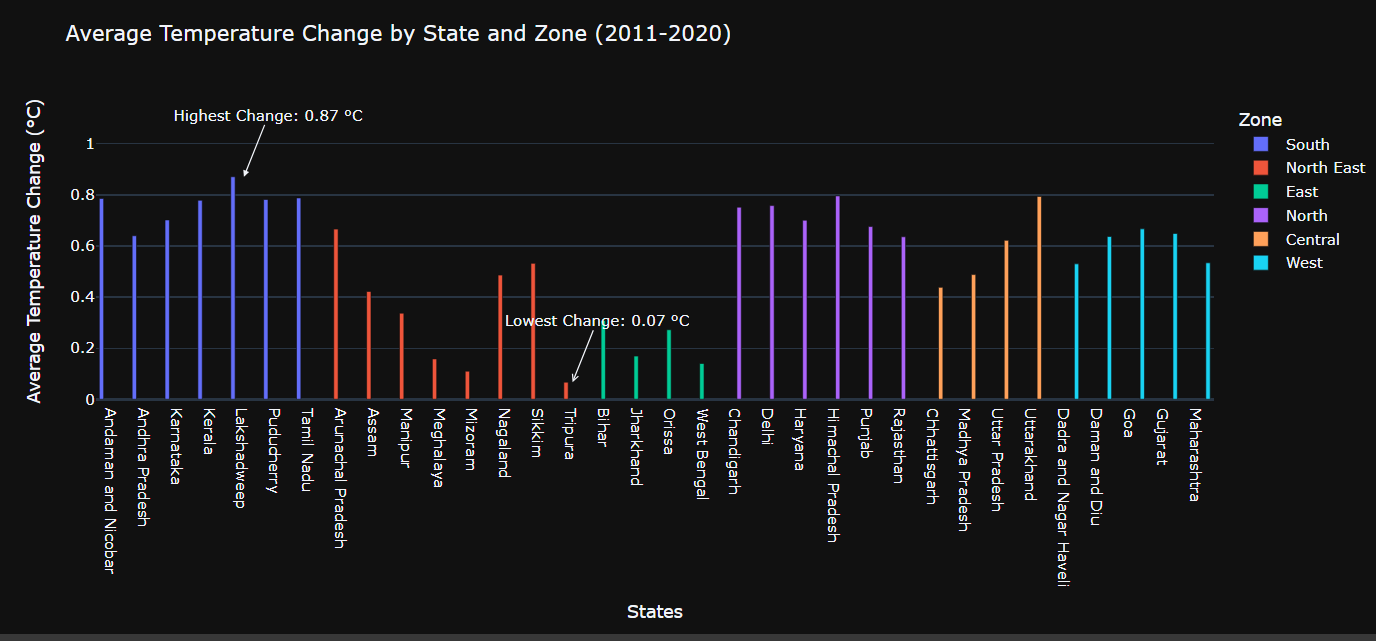 Average Temperature Change by State and Zone (2011-2020)
Average Temperature Change (°C)
Highest Change: 0.87 °C
Lowest Change: 0.07 °C
1
0.8
0.6
0.4
0.2
0
Andaman and Nicobar
Andhra Pradesh
Karnataka
Kerala
Lakshadweep
Puducherry
Tamil Nadu
Arunachal Pradesh
Assam
Manipur
Meghalaya
Mizoram
Nagaland
Sikkim
Tripura
Bihar
Jharkhand
Orissa
West Bengal
Chandigarh
Delhi
Haryana
Himachal Pradesh
Punjab
Rajasthan
Chhattisgarh
Madhya Pradesh
Uttar Pradesh
Uttarakhand
Dadra and Nagar Haveli
Daman and Diu
Goa
Gujarat
Maharashtra
States
Zone
South
North East
East
North
Central
West